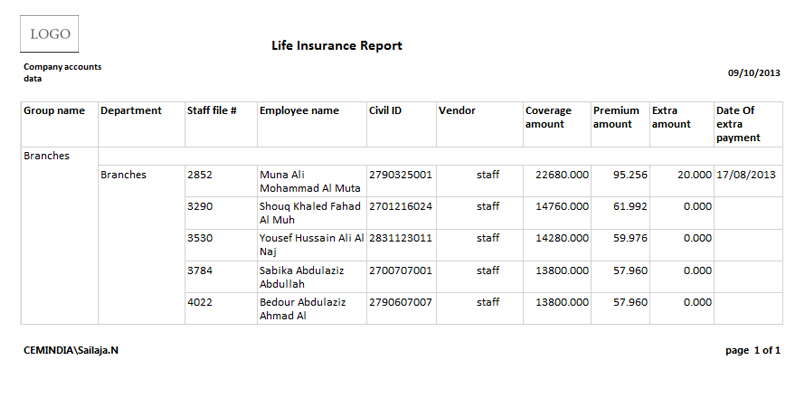 LOGO
Life Insurance Report
Company accounts
data
09/10/2013
Group name Department Staff file # Employee name Civil ID Vendor Coverage Premium Extra Date Of
amount amount amount extra
payment
Branches
Branches 2852 Muna Ali 2790325001 staff 22680.000 95.256 20.000 17/08/2013
Mohammad Al Muta
3290 Shouq Khaled Fahad 2701216024 staff 14760.000 61.992 0.000
Al Muh
3530 Yousef Hussain Ali Al 2831123011 staff 14280.000 59.976 0.000
Naj
3784 Sabika Abdulaziz 2700707001 staff 13800.000 57.960 0.000
Abdullah
4022 Bedour Abdulaziz 2790607007 staff 13800.000 57.960 0.000
Ahmad Al
CEMINDIA\Sailaja.N page 1 of 1